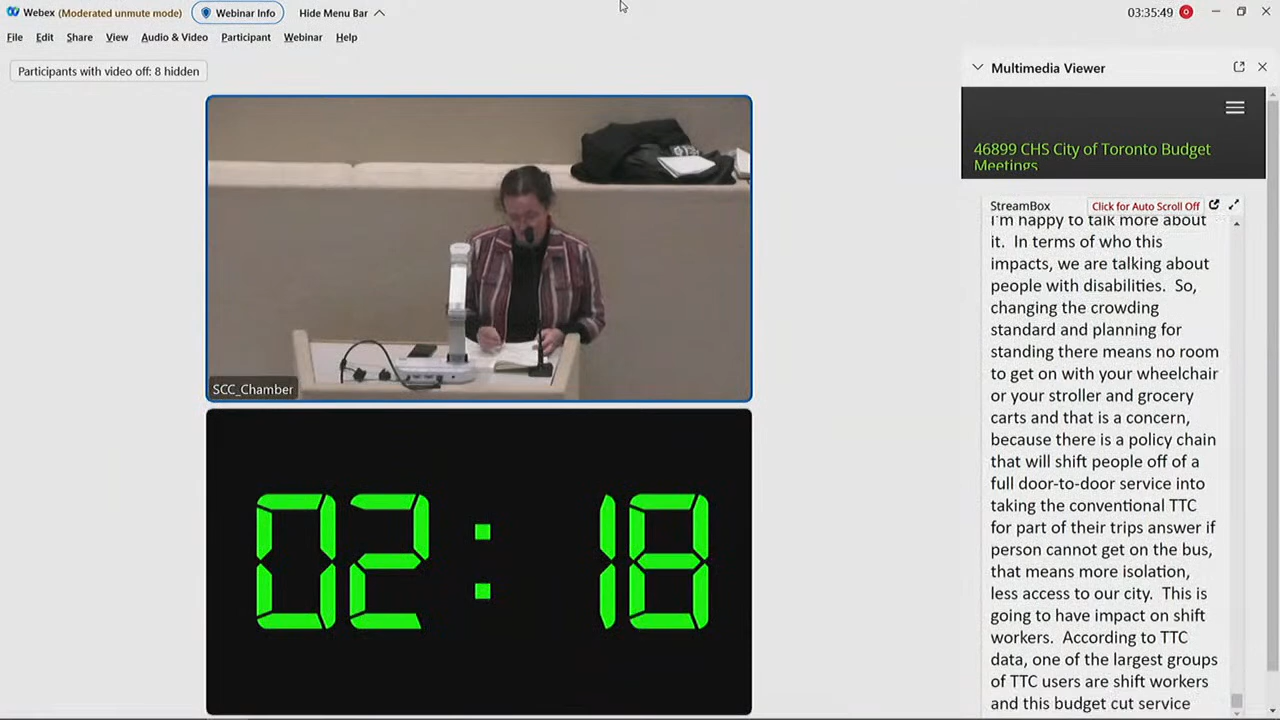 Webex (Moderated unmute mode) Webinar Info Hide Menu Bar 03:35:49
File Edit Share View Audio & Video Participant Webinar Help
Participants with video off: 8 hidden
Multimedia Viewer
46899 CHS City of Toronto Budget
Meetings
StreamBox Click for Auto Scroll Off
I'm happy to talk more about
it. In terms of who this
impacts, we are talking about
people with disabilities. So,
changing the crowding
standard and planning for
standing there means no room
to get on with your wheelchair
or your stroller and grocery
carts and that is a concern,
because there is a policy chain
that will shift people off of a
full door-to-door service into
taking the conventional TTC
for part of their trips answer if
person cannot get on the bus,
that means more isolation,
less access to our city. This is
going to have impact on shift
workers. According to TTC
data, one of the largest groups
of TTC users are shift workers
and this budget cut service
SCC_Chamber
02:18